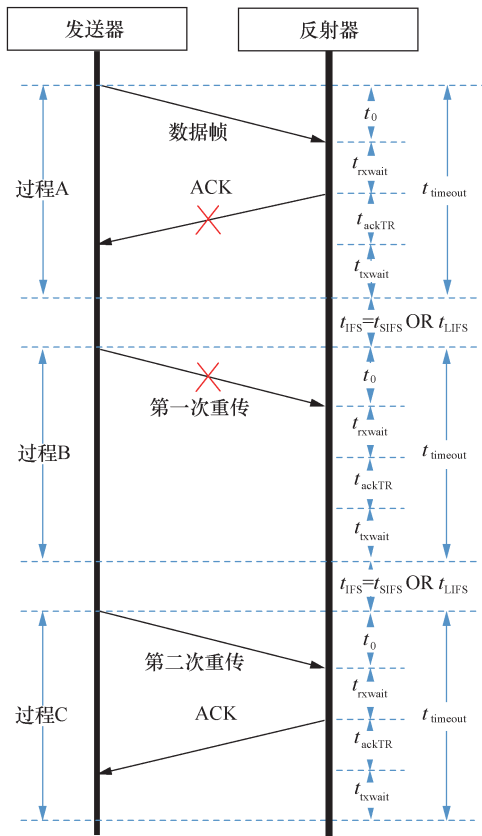 发送器 反射器
t0
数据帧
trxwait
过程A ACK ttimeout
tackTR
ttxwait
tIFS=tSIFS OR tLIFS
t0
第一次重传
trxwait
过程B ttimeout
tackTR
ttxwait
tIFS=tSIFS OR tLIFS
t0
第二次重传
trxwait
过程C ACK ttimeout
tackTR
ttxwait